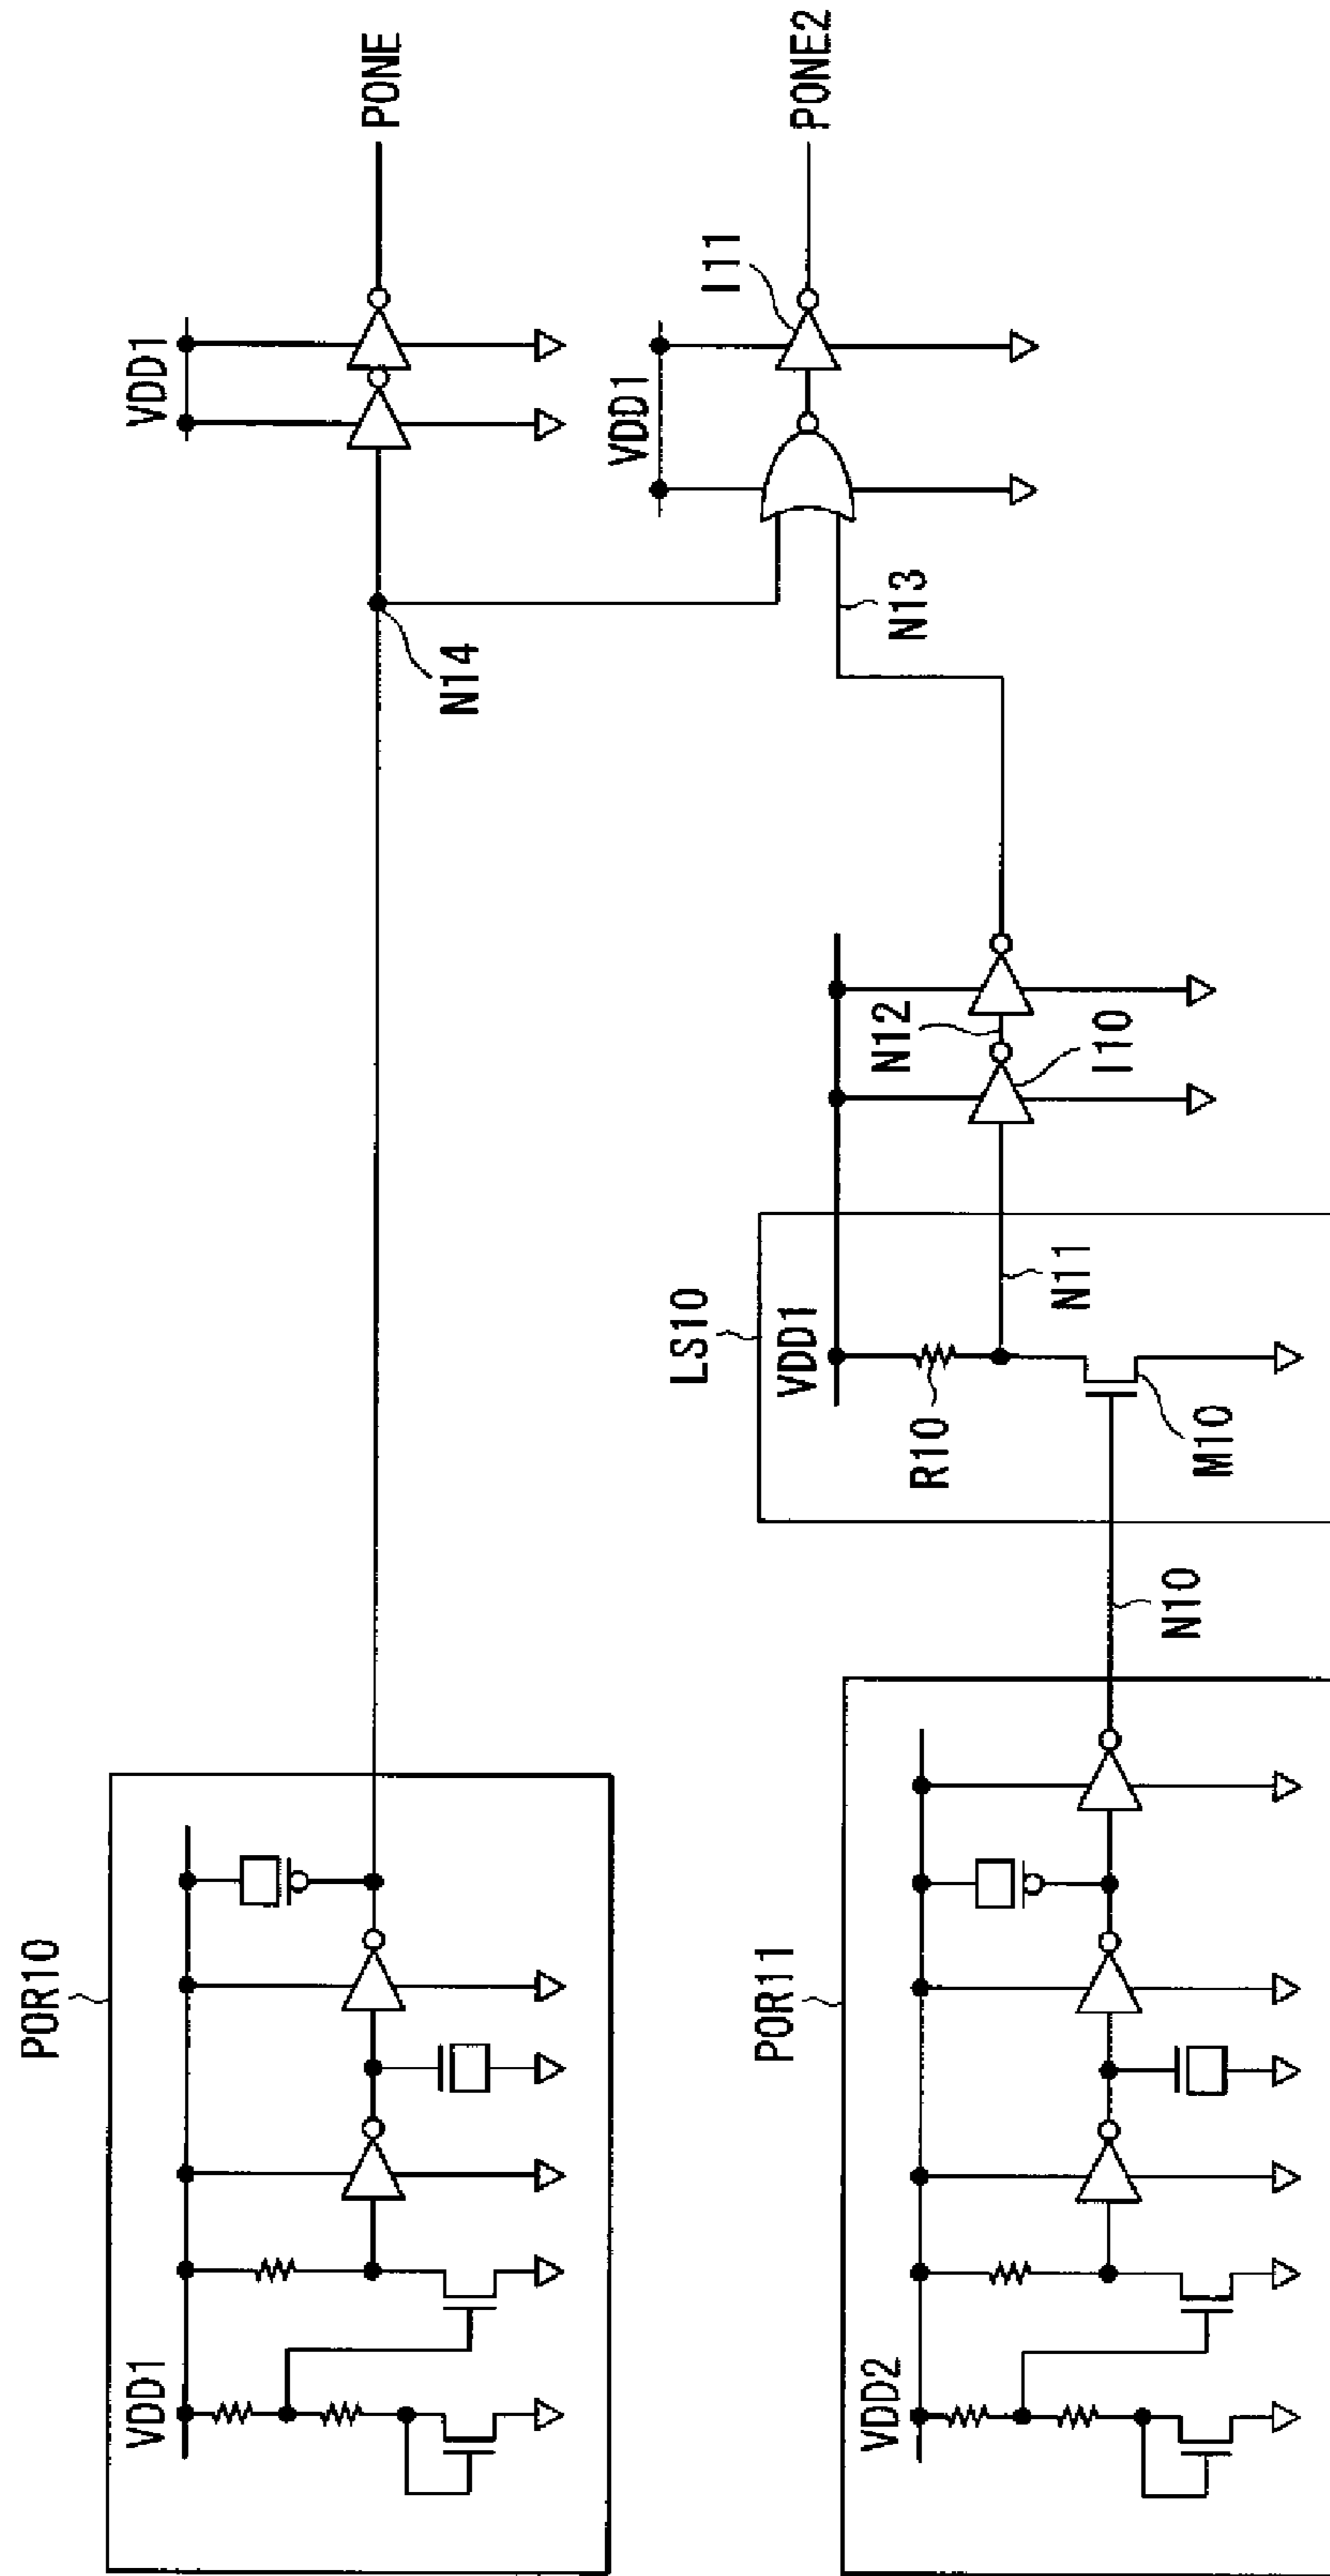 POR10
VDD1
N14
VDD1
PONE
VDD1
I11
PONE2
N13
POR11
VDD2
N10
LS10
VDD1
R10
M10
N11
N12
I10